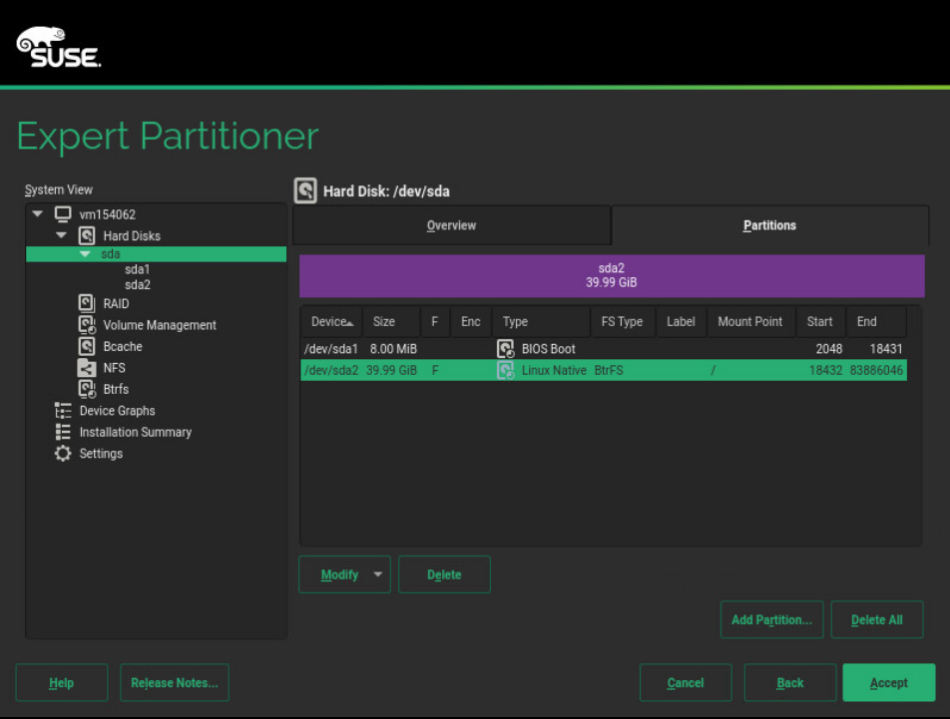 SUSE.
Expert Partitioner
System View
vm154062
Hard Disks
sda
sda1
sda2
RAID
Volume Management
Bcache
NFS
Btrfs
Device Graphs
Installation Summary
Settings
Hard Disk: /dev/sda
Overview Partitions
sda2
39.99 GiB
Device Size F Enc Type FS Type Label Mount Point Start End
/dev/sda1 8.00 MiB BIOS Boot 2048 18431
/dev/sda2 39.99 GiB F Linux Native BtrFS / 18432 83886046
Modify Delete
Add Partition... Delete All
Help Release Notes... Cancel Back Accept